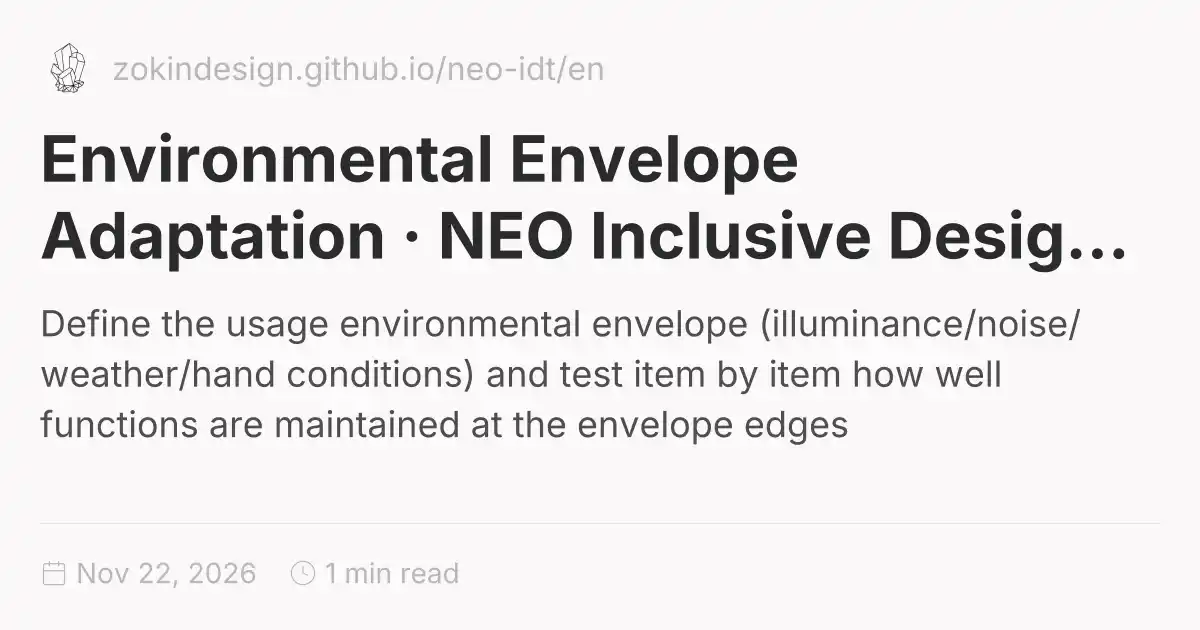 zokindesign.github.io/neo-idt/en
Environmental Envelope
Adaptation · NEO Inclusive Desig...
Define the usage environmental envelope (illuminance/noise/
weather/hand conditions) and test item by item how well
functions are maintained at the envelope edges
Nov 22, 2026 1 min read